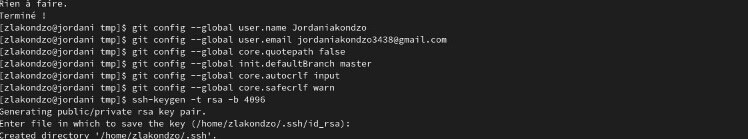 Rien à faire.
Terminé !
[zlakondzo@jordani tmp]$ git config --global user.name Jordaniakondzo
[zlakondzo@jordani tmp]$ git config --global user.email jordaniakondzo3438@gmail.com
[zlakondzo@jordani tmp]$ git config --global core.quotepath false
[zlakondzo@jordani tmp]$ git config --global init.defaultBranch master
[zlakondzo@jordani tmp]$ git config --global core.autocrlf input
[zlakondzo@jordani tmp]$ git config --global core.safecrlf warn
[zlakondzo@jordani tmp]$ ssh-keygen -t rsa -b 4096
Generating public/private rsa key pair.
Enter file in which to save the key (/home/zlakondzo/.ssh/id_rsa):
Created directory '/home/zlakondzo/.ssh'.